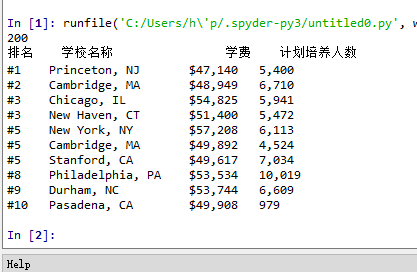 In [1]: runfile('C:/Users/h\'p/.spyder-py3/untitled0.py', w
200
排名 学校名称 学费 计划培养人数
#1 Princeton, NJ $47,140 5,400
#2 Cambridge, MA $48,949 6,710
#3 Chicago, IL $54,825 5,941
#3 New Haven, CT $51,400 5,472
#5 New York, NY $57,208 6,113
#5 Cambridge, MA $49,892 4,524
#5 Stanford, CA $49,617 7,034
#8 Philadelphia, PA $53,534 10,019
#9 Durham, NC $53,744 6,609
#10 Pasadena, CA $49,908 979
In [2]:
Help